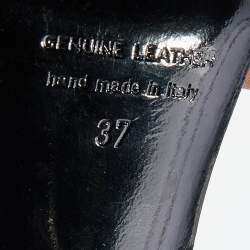 GENUINE LEATHER
hand made in Italy
37